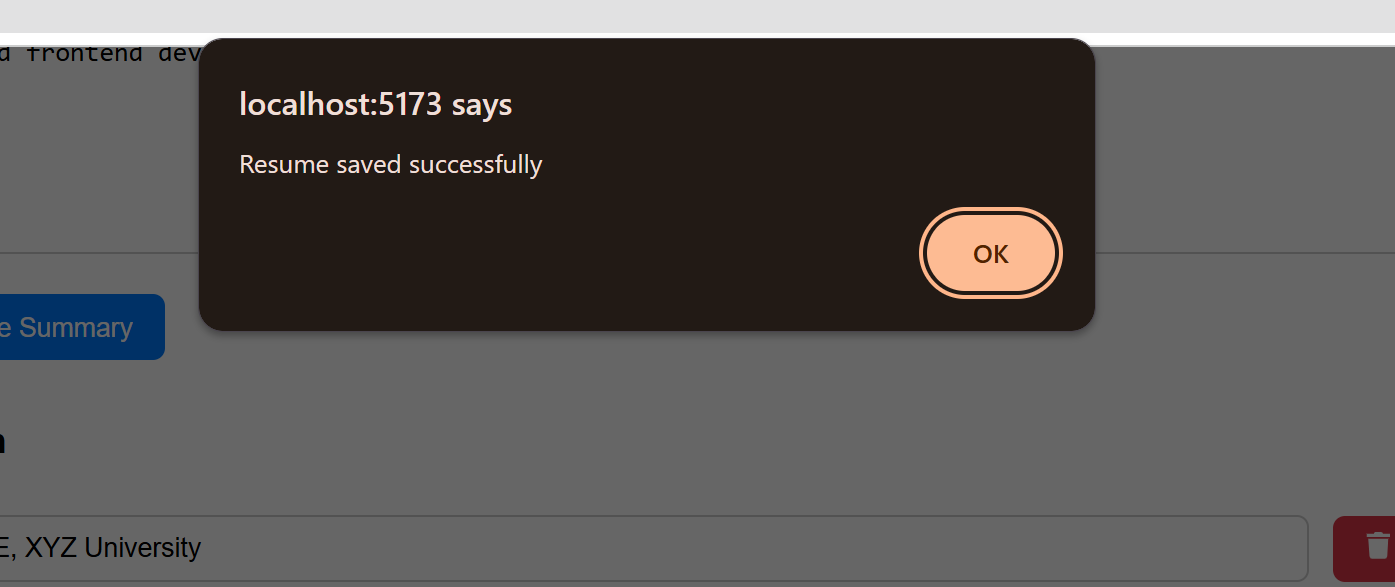 d frontend dev
localhost:5173 says
Resume saved successfully
OK
e Summary
n
E, XYZ University